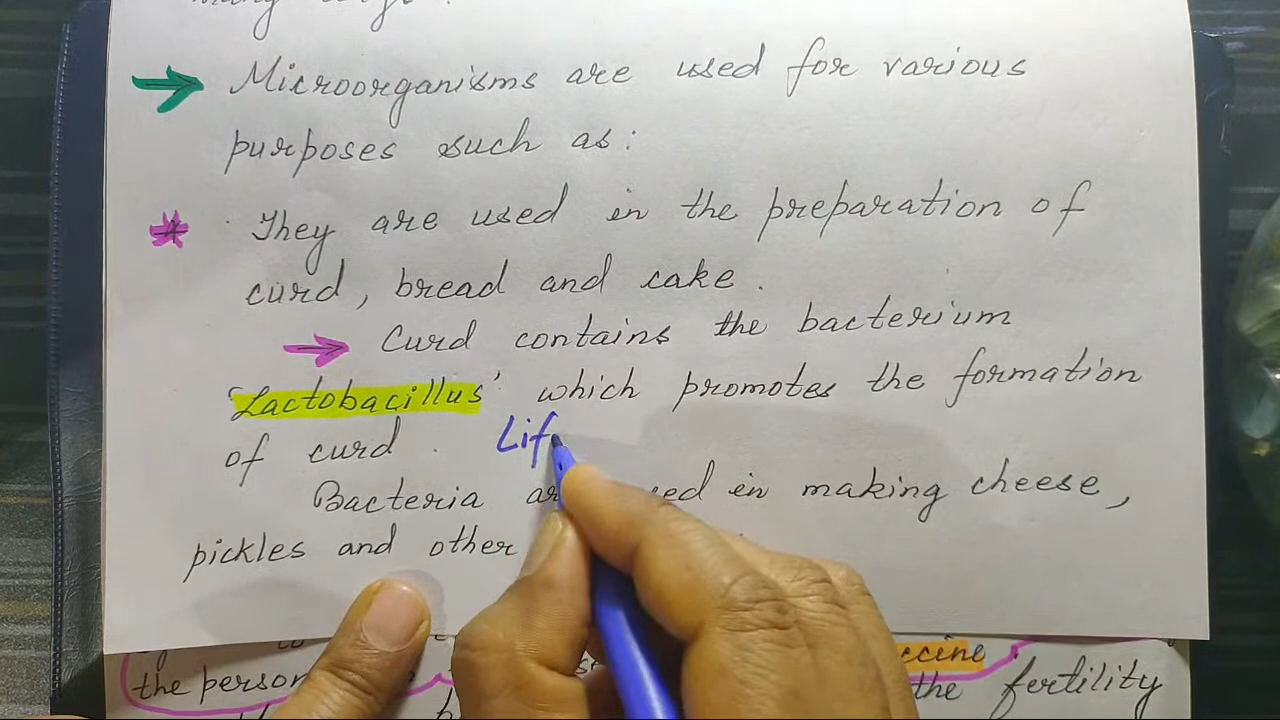 Microorganisms are used for various
purposes such as:
* They are used in the preparation of
curd, bread and cake.
Curd contains the bacterium
'Lactobacillus' which promotes the formation
of curd. Lif
Bacteria in making cheese,
pickles and other
the person the fertility